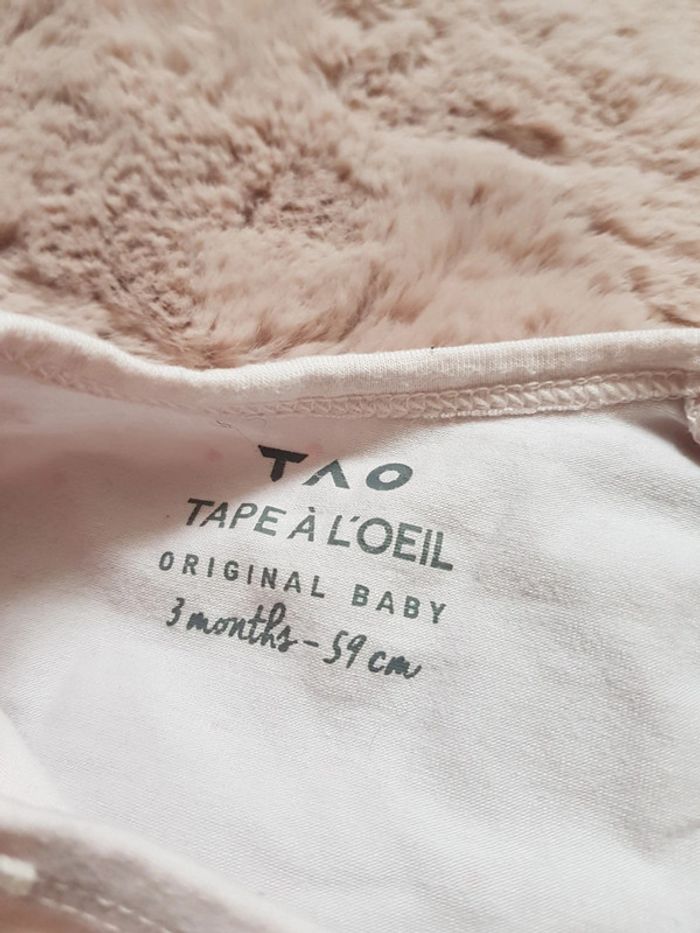 TAO
TAPE À L'OEIL
ORIGINAL BABY
3 months - 59 cm